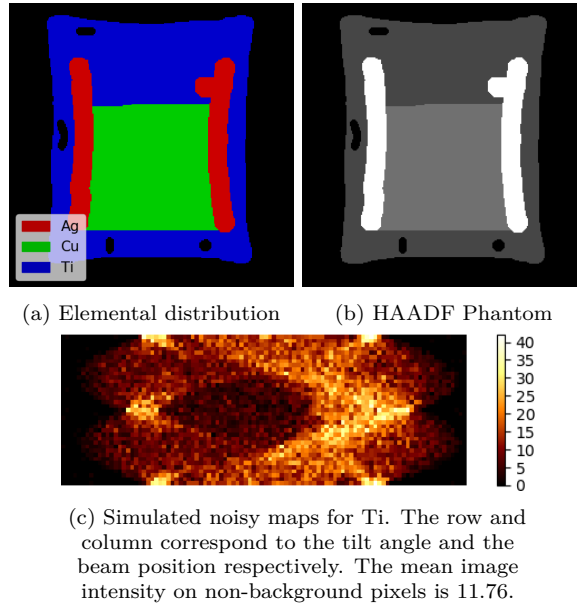 Ag
Cu
Ti
(a) Elemental distribution
(b) HAADF Phantom
40
35
30
25
20
15
10
5
0
(c) Simulated noisy maps for Ti. The row and
column correspond to the tilt angle and the
beam position respectively. The mean image
intensity on non-background pixels is 11.76.